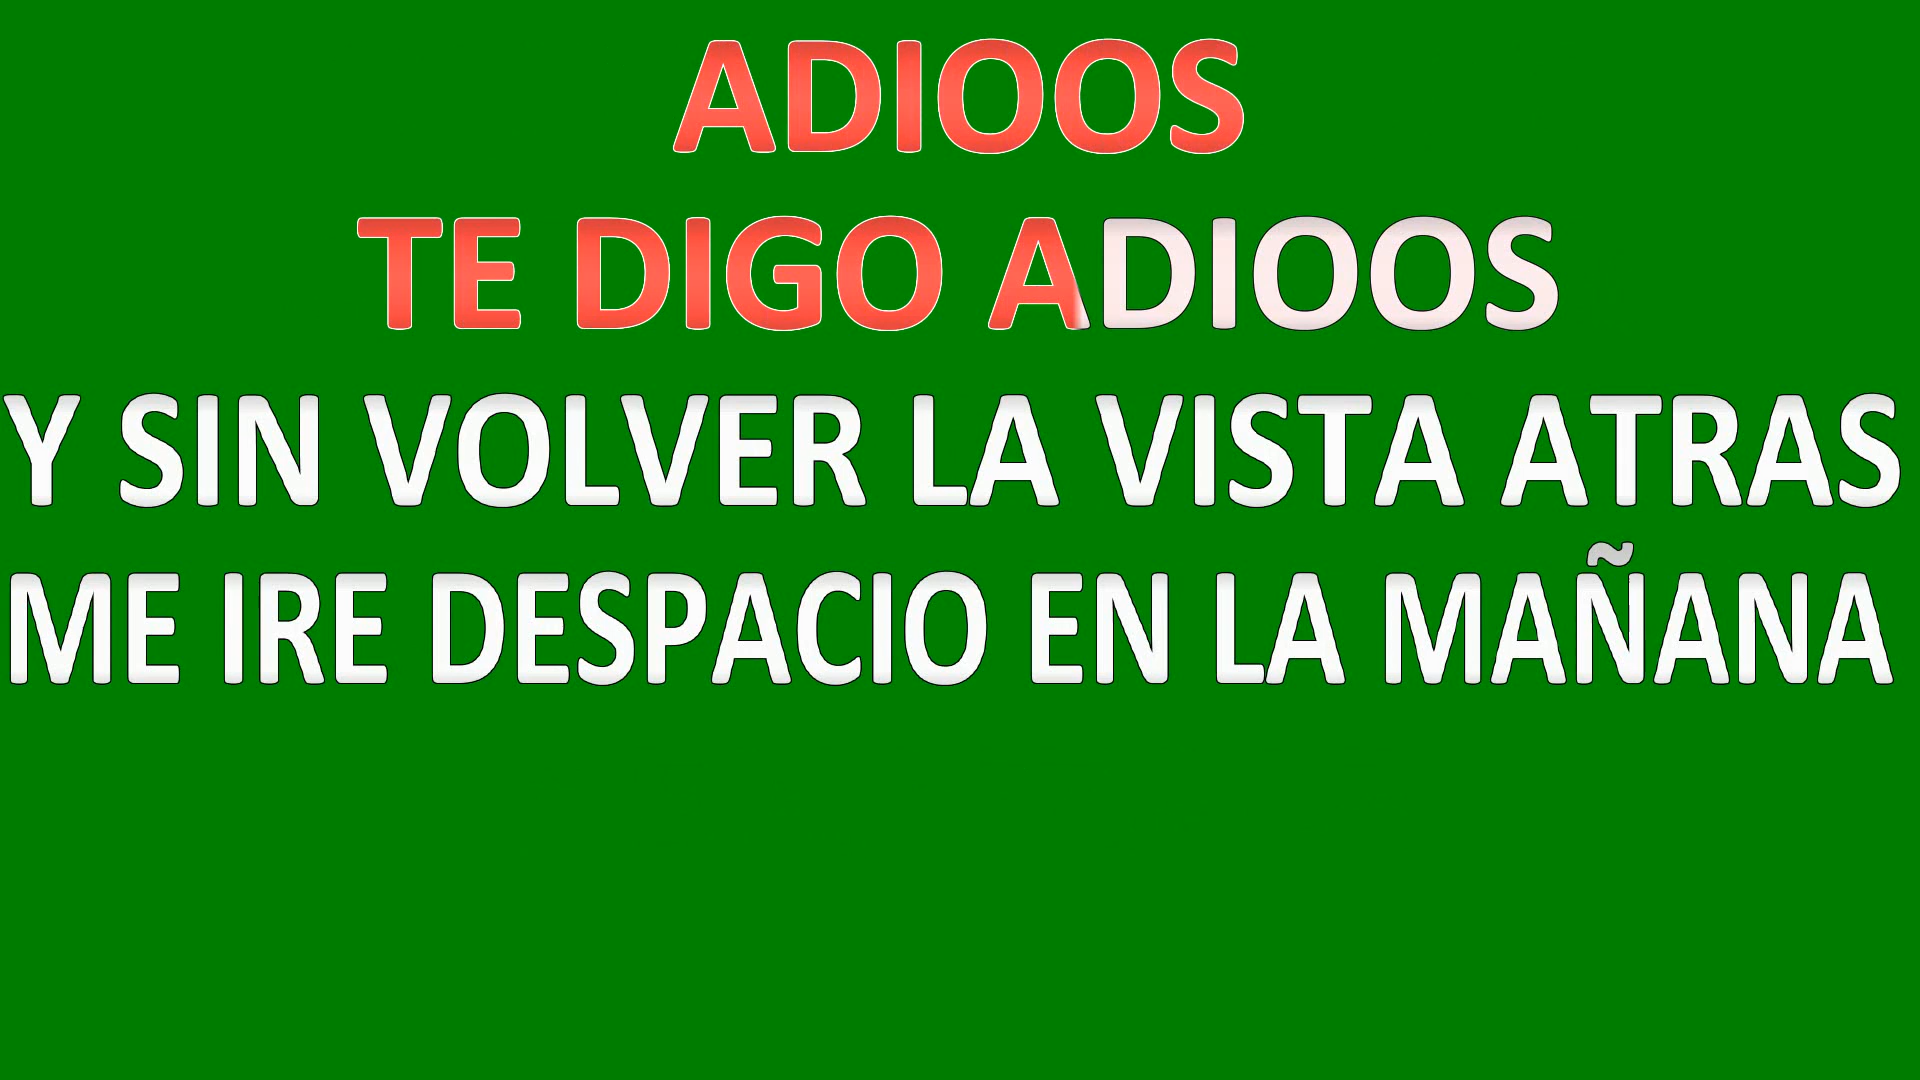 ADIOOS
TE DIGO ADIOOS
Y SIN VOLVER LA VISTA ATRAS
ME IRE DESPACIO EN LA MAÑANA